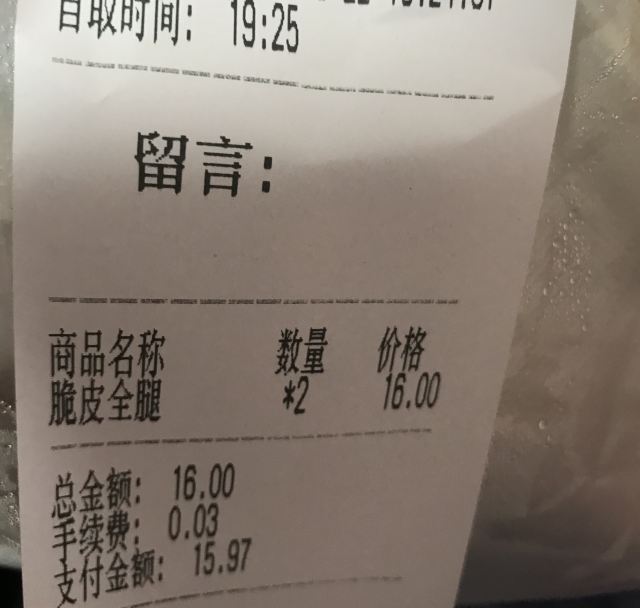 自取时间: 19:25
留言:
商品名称 数量 价格
脆皮全腿 *2 16.00
总金额: 16.00
手续费: 0.03
支付金额: 15.97